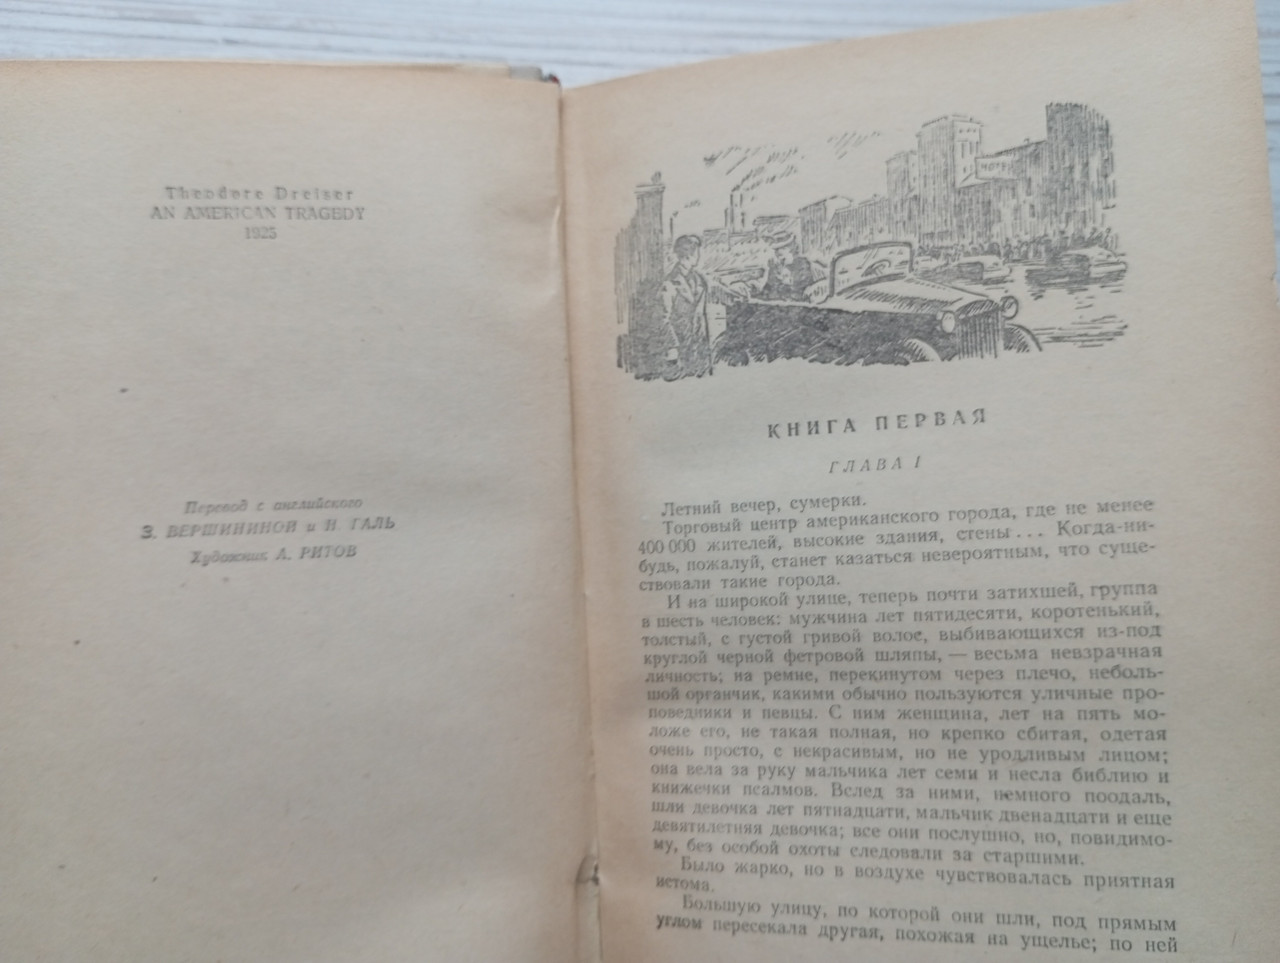 Theodore Dreiser
AN AMERICAN TRAGEDY
1925
Перевод с английского
З. ВЕРШИНИНОЙ и Н. ГАЛЬ
Художник А. РИТОВ
КНИГА ПЕРВАЯ
ГЛАВА I
Летний вечер, сумерки.
Торговый центр американского города, где не менее
400 000 жителей, высокие здания, стены... Когда-ни-
будь, пожалуй, станет казаться невероятным, что суще-
ствовали такие города.
И на широкой улице, теперь почти затихшей, группа
в шесть человек: мужчина лет пятидесяти, коротенький,
толстый, с густой гривой волос, выбивающихся из-под
круглой черной фетровой шляпы, — весьма невзрачная
личность; на ремне, перекинутом через плечо, неболь-
шой органчик, какими обычно пользуются уличные про-
поведники и певцы. С ним женщина, лет на пять мо-
ложе его, не такая полная, но крепко сбитая, одетая
очень просто, с некрасивым, но не уродливым лицом;
она вела за руку мальчика лет семи и несла библию и
книжечки псалмов. Вслед за ними, немного поодаль,
шли девочка лет пятнадцати, мальчик двенадцати и еще
девятилетняя девочка; все они послушно, но, повидимо-
му, без особой охоты следовали за старшими.
Было жарко, но в воздухе чувствовалась приятная
истома.
Большую улицу, по которой они шли, под прямым
углом пересекала другая, похожая на ущелье; по ней